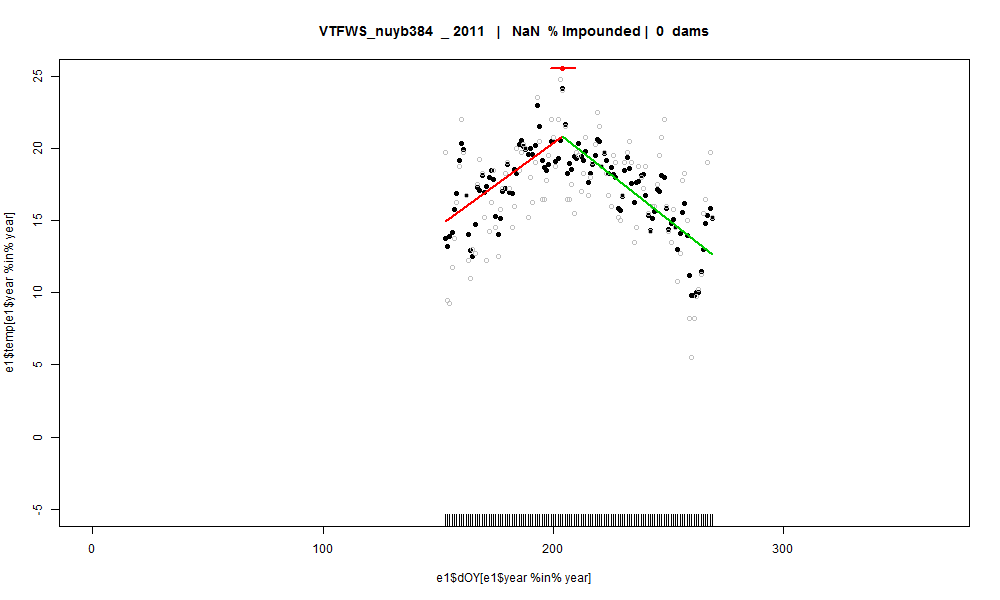 VTFWS_nuyb384 _ 2011 | NaN % Impounded | 0 dams
25
20
15
10
5
0
-5
e1$temp[e1$year %in% year]
0 100 200 300
e1$dOY[e1$year %in% year]